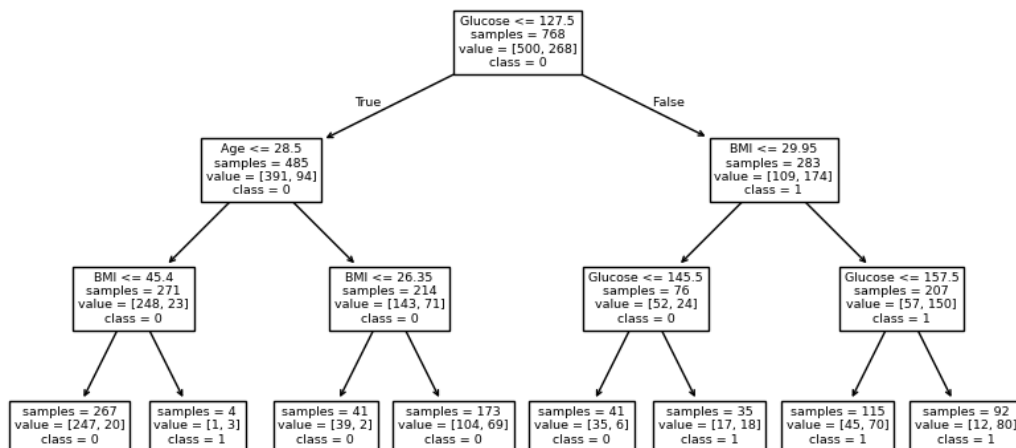 Glucose <= 127.5
samples = 768
value = [500, 268]
class = 0
True
False
Age <= 28.5
samples = 485
value = [391, 94]
class = 0
BMI <= 29.95
samples = 283
value = [109, 174]
class = 1
BMI <= 45.4
samples = 271
value = [248, 23]
class = 0
BMI <= 26.35
samples = 214
value = [143, 71]
class = 0
Glucose <= 145.5
samples = 76
value = [52, 24]
class = 0
Glucose <= 157.5
samples = 207
value = [57, 150]
class = 1
samples = 267
value = [247, 20]
class = 0
samples = 4
value = [1, 3]
class = 1
samples = 41
value = [39, 2]
class = 0
samples = 173
value = [104, 69]
class = 0
samples = 41
value = [35, 6]
class = 0
samples = 35
value = [17, 18]
class = 1
samples = 115
value = [45, 70]
class = 1
samples = 92
value = [12, 80]
class = 1